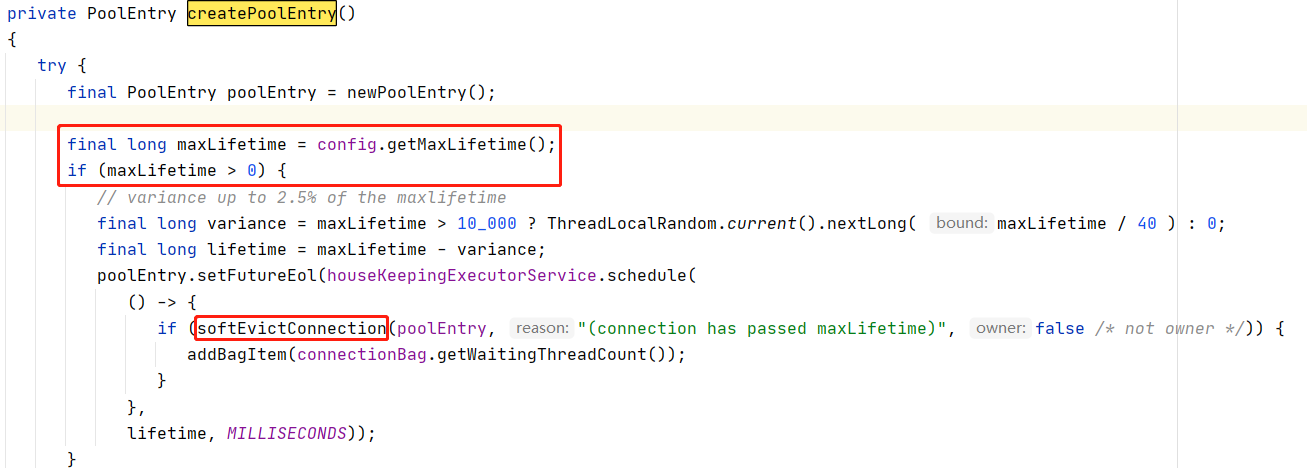 private PoolEntry createPoolEntry()
{
try {
final PoolEntry poolEntry = newPoolEntry();
final long maxLifetime = config.getMaxLifetime();
if (maxLifetime > 0) {
// variance up to 2.5% of the maxlifetime
final long variance = maxLifetime > 10_000 ? ThreadLocalRandom.current().nextLong( bound: maxLifetime / 40 ) : 0;
final long lifetime = maxLifetime - variance;
poolEntry.setFutureEol(houseKeepingExecutorService.schedule(
() -> {
if (softEvictConnection(poolEntry, reason: "(connection has passed maxLifetime)", owner: false /* not owner */)) {
addBagItem(connectionBag.getWaitingThreadCount());
}
},
lifetime, MILLISECONDS));
}